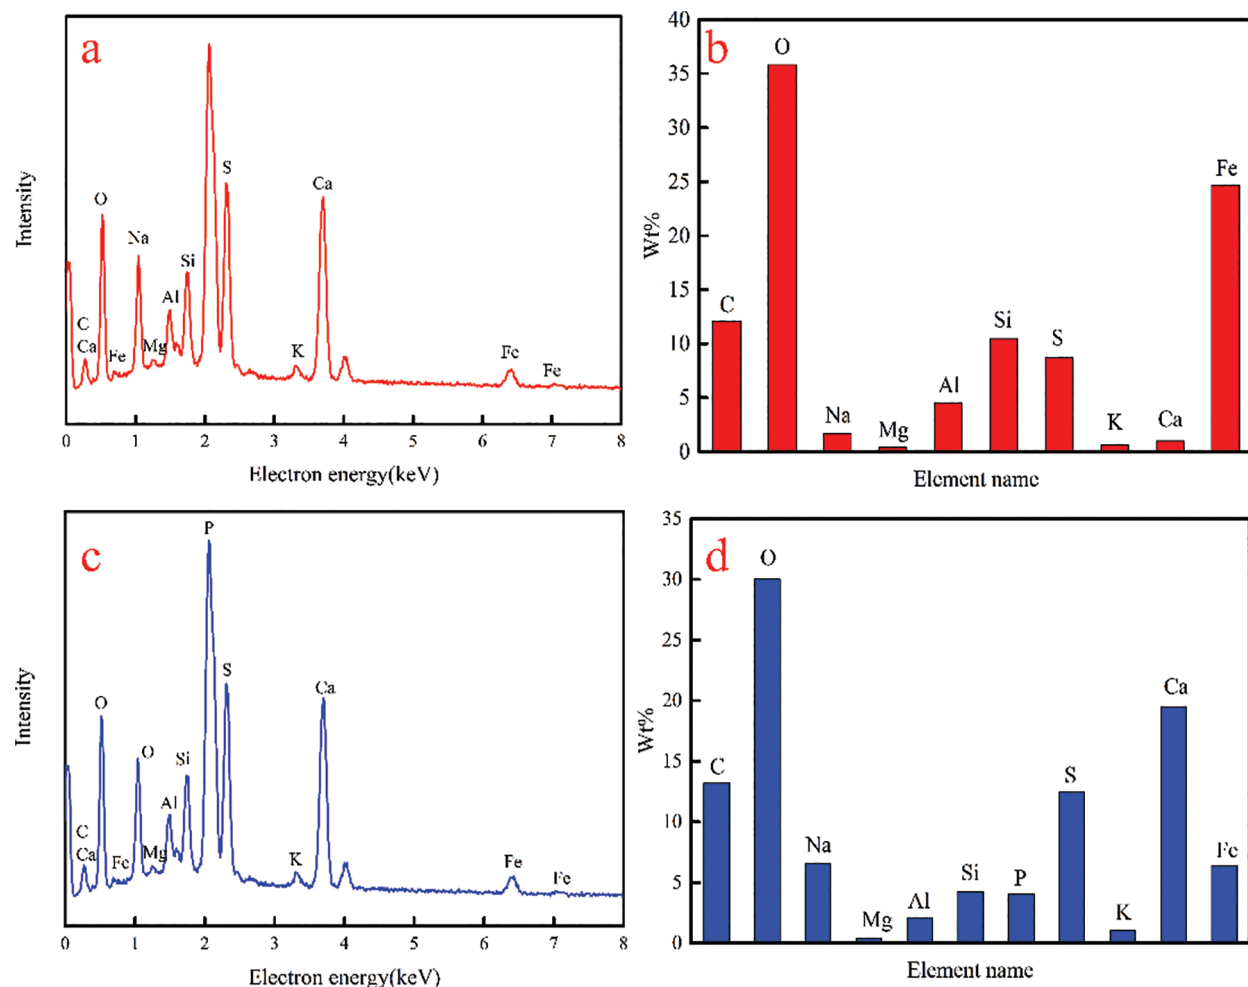 a
Intensity
O
Na
Al
Si
S
Ca
C
Ca
Fe
Mg
K
Fe
Fe
0 1 2 3 4 5 6 7 8
Electron energy(keV)
b
Wt%
40
35
30
25
20
15
10
5
0
C
O
Na
Mg
Al
Si
S
K
Ca
Fe
Element name
c
Intensity
P
S
O
O
Si
Al
Ca
C
Ca
Fe
Mg
K
Fe
Fe
0 1 2 3 4 5 6 7 8
Electron energy(keV)
d
Wt%
35
30
25
20
15
10
5
0
C
O
Na
Mg
Al
Si
P
S
K
Ca
Fe
Element name